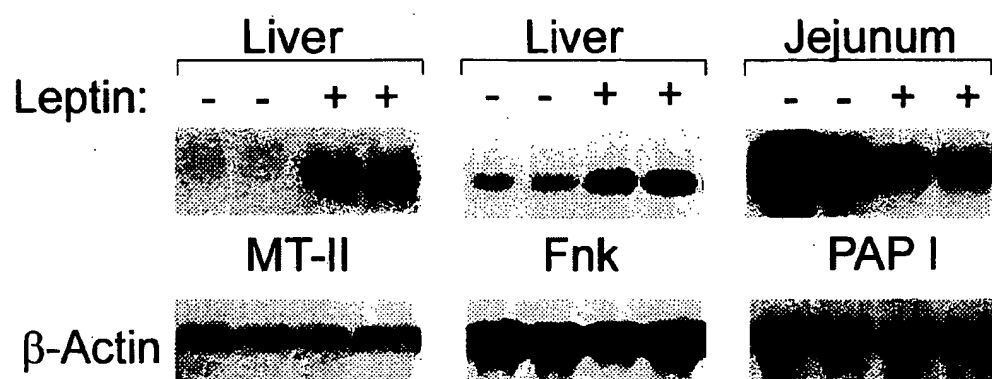 Liver Liver Jejunum
Leptin: - - + + - - + + - - + +
MT-II Fnk PAP I
β-Actin